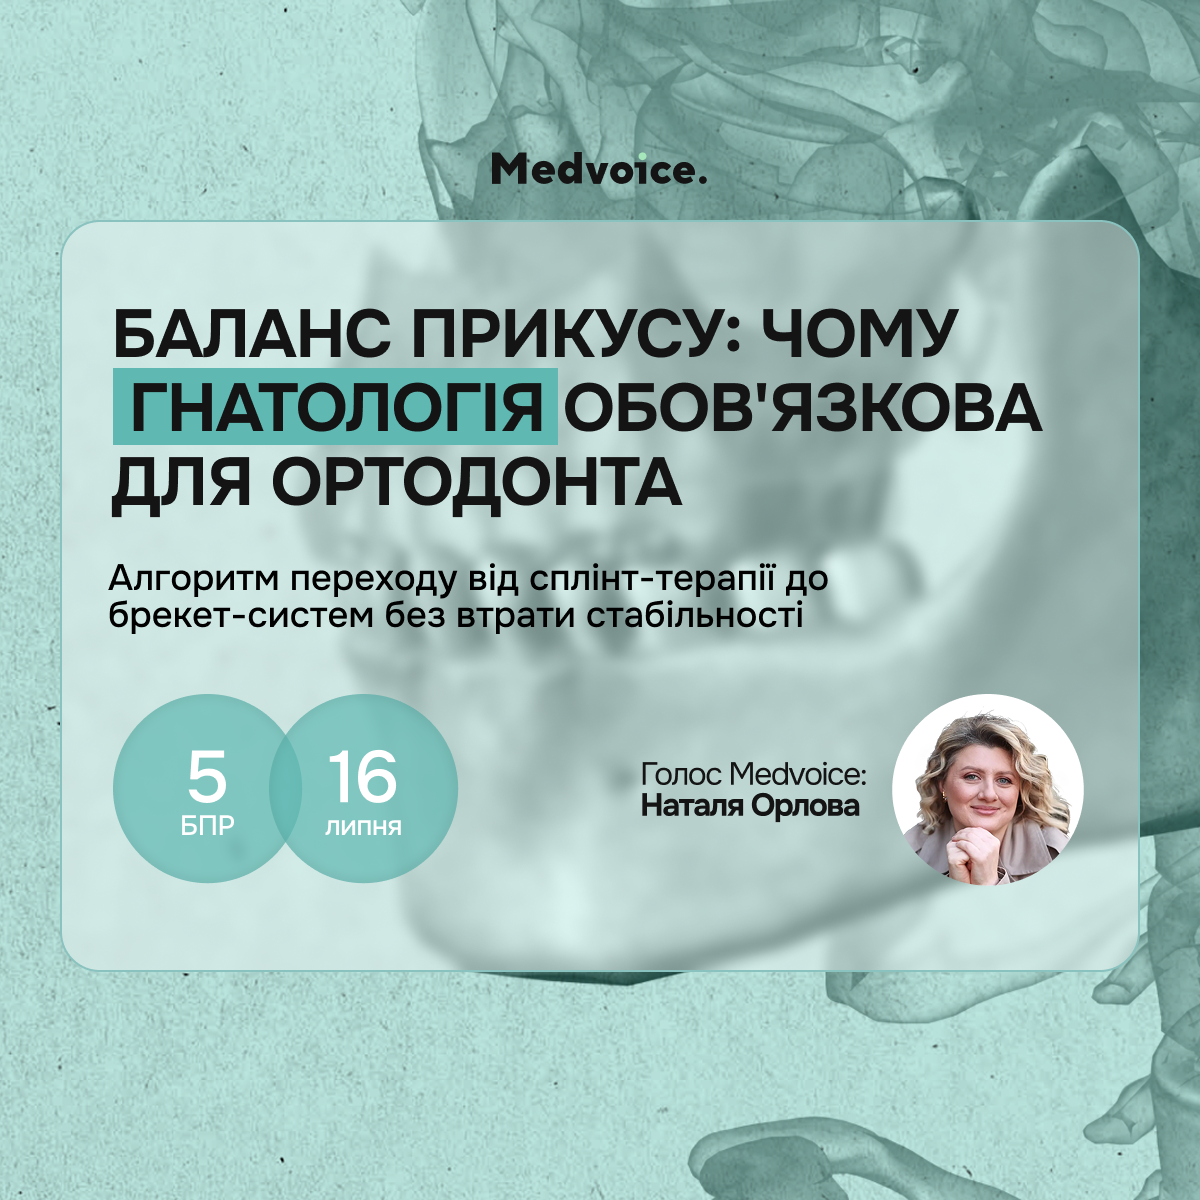 Medvoice.
БАЛАНС ПРИКУСУ: ЧОМУ
ГНАТОЛОГІЯ ОБОВ'ЯЗКОВА
ДЛЯ ОРТОДОНТА
Алгоритм переходу від сплінт-терапії до
брекет-систем без втрати стабільності
5
БПР
16
липня
Голос Medvoice:
Наталя Орлова